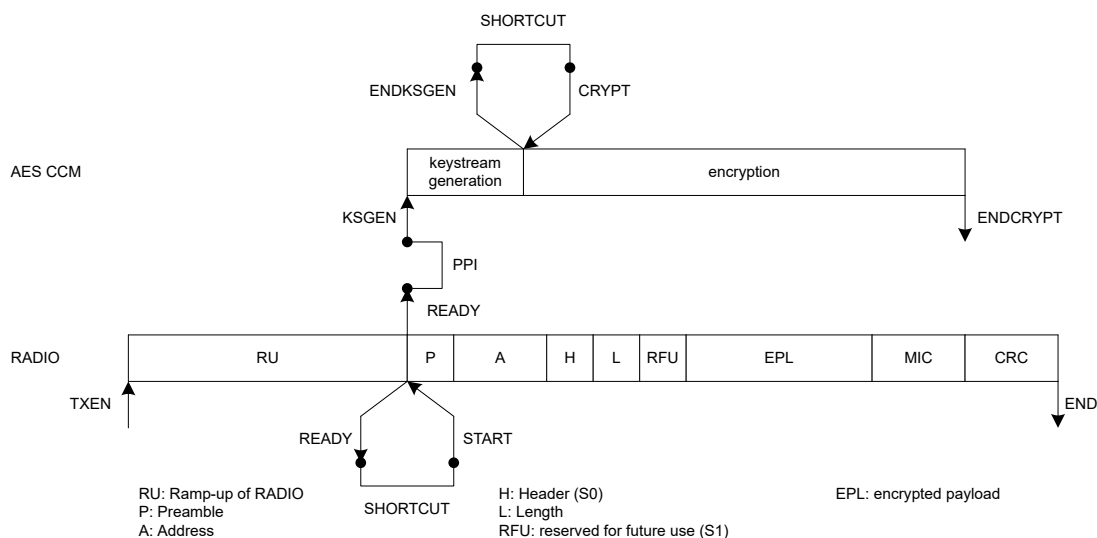 SHORTCUT
ENDKSGEN
CRYPT
AES CCM
keystream
generation
encryption
KSGEN
ENDCRYPT
PPI
READY
RADIO
RU
P
A
H
L
RFU
EPL
MIC
CRC
TXEN
END
READY
START
SHORTCUT
RU: Ramp-up of RADIO
P: Preamble
A: Address
H: Header (S0)
L: Length
RFU: reserved for future use (S1)
EPL: encrypted payload